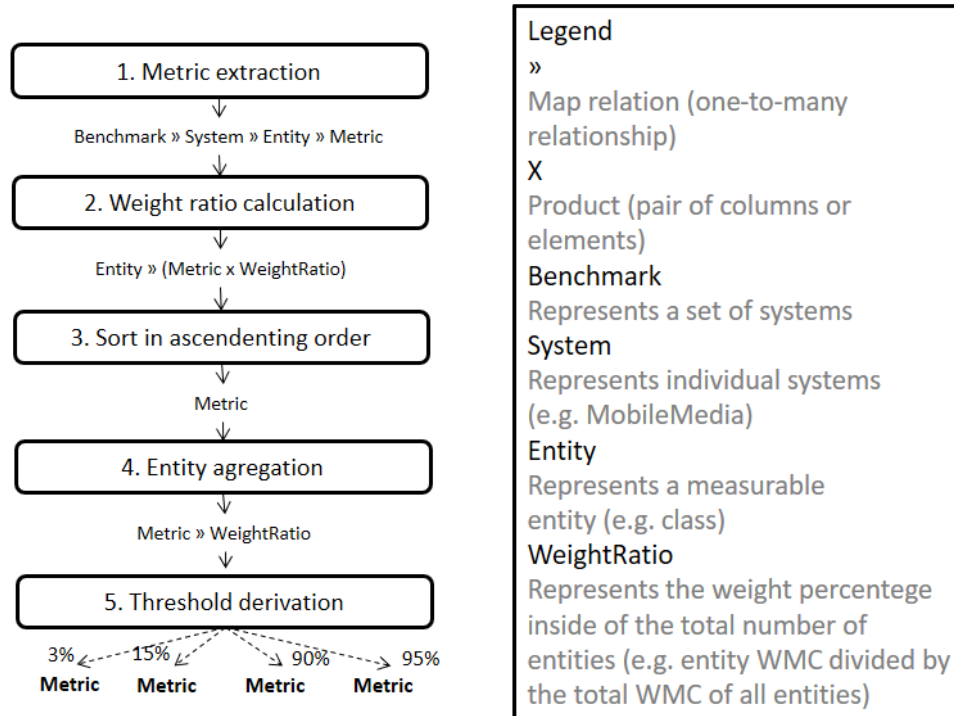 1. Metric extraction
Benchmark » System » Entity » Metric
2. Weight ratio calculation
Entity » (Metric x WeightRatio)
3. Sort in ascendenting order
Metric
4. Entity agregation
Metric » WeightRatio
5. Threshold derivation
3% 15% 90% 95%
Metric Metric Metric Metric
Legend
»
Map relation (one-to-many
relationship)
X
Product (pair of columns or
elements)
Benchmark
Represents a set of systems
System
Represents individual systems
(e.g. MobileMedia)
Entity
Represents a measurable
entity (e.g. class)
WeightRatio
Represents the weight percentege
inside of the total number of
entities (e.g. entity WMC divided by
the total WMC of all entities)